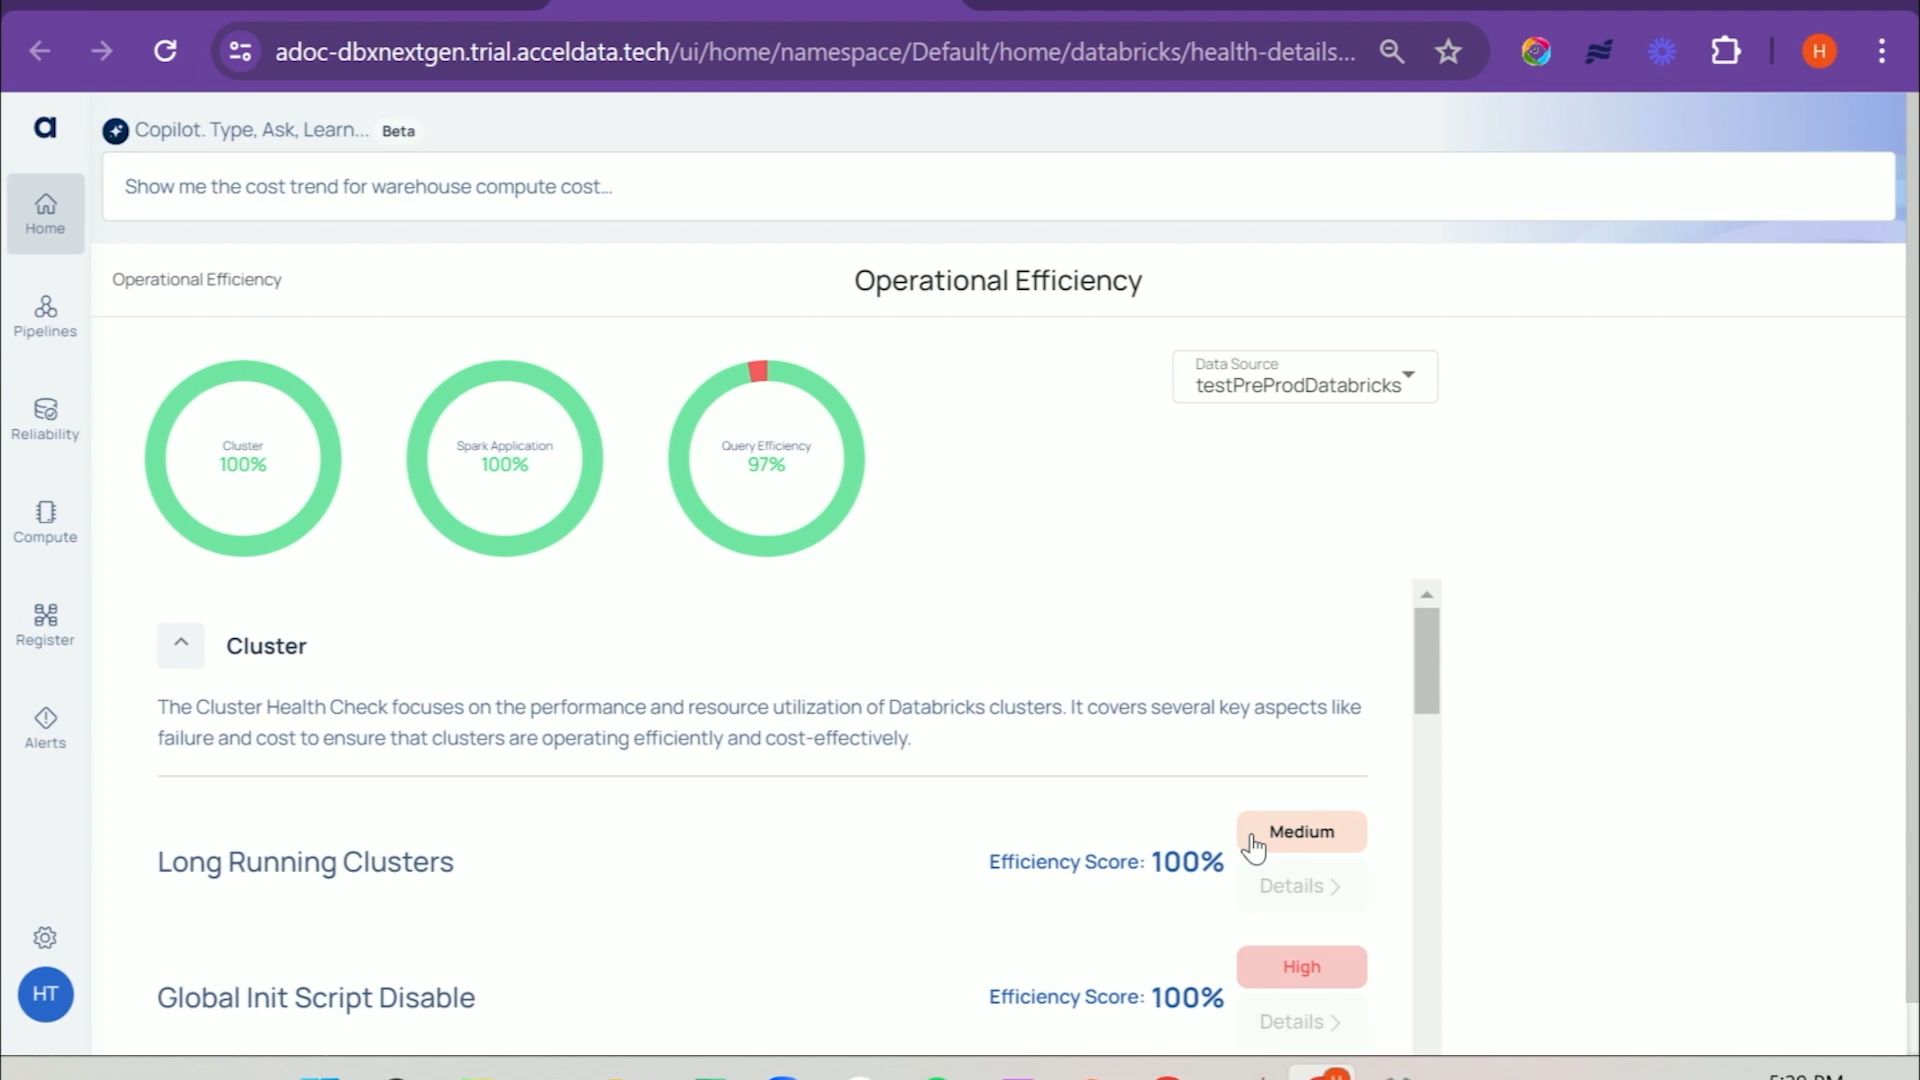 adoc-dbxnextgen.trial.acceldata.tech/ui/home/namespace/Default/home/databricks/health-details...
H
a
Copilot. Type, Ask, Learn... Beta
Show me the cost trend for warehouse compute cost...
Home
Pipelines
Reliability
Compute
Register
Alerts
HT
Operational Efficiency
Operational Efficiency
Cluster
100%
Spark Application
100%
Query Efficiency
97%
Data Source
testPreProdDatabricks
Cluster
The Cluster Health Check focuses on the performance and resource utilization of Databricks clusters. It covers several key aspects like
failure and cost to ensure that clusters are operating efficiently and cost-effectively.
Long Running Clusters
Efficiency Score: 100%
Medium
Details
Global Init Script Disable
Efficiency Score: 100%
High
Details